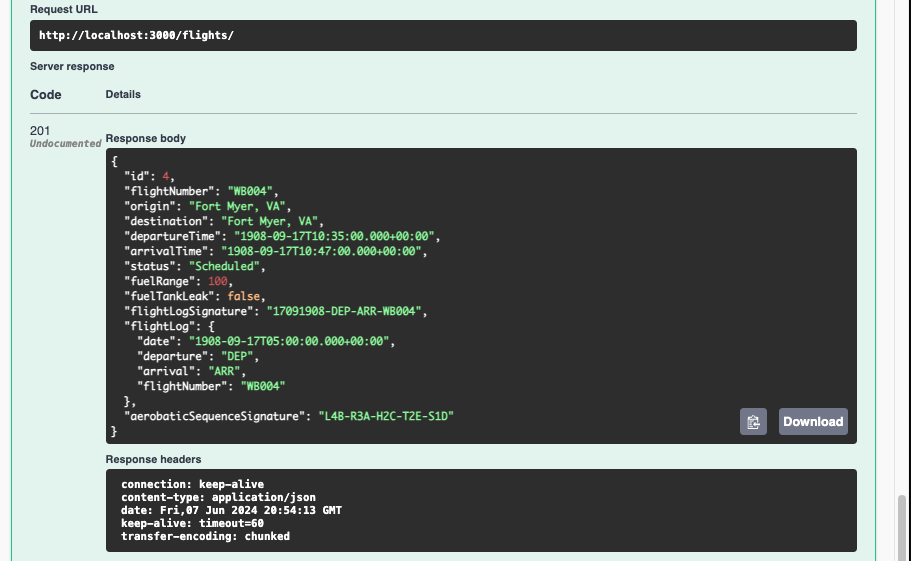 Request URL
http://localhost:3000/flights/
Server response
Code Details
201
Undocumented
Response body
{
  "id": 4,
  "flightNumber": "WB004",
  "origin": "Fort Myer, VA",
  "destination": "Fort Myer, VA",
  "departureTime": "1908-09-17T10:35:00.000+00:00",
  "arrivalTime": "1908-09-17T10:47:00.000+00:00",
  "status": "Scheduled",
  "fuelRange": 100,
  "fuelTankLeak": false,
  "flightLogSignature": "17091908-DEP-ARR-WB004",
  "flightLog": {
    "date": "1908-09-17T05:00:00.000+00:00",
    "departure": "DEP",
    "arrival": "ARR",
    "flightNumber": "WB004"
  },
  "aerobaticSequenceSignature": "L4B-R3A-H2C-T2E-S1D"
}
Download
Response headers
connection: keep-alive
content-type: application/json
date: Fri,07 Jun 2024 20:54:13 GMT
keep-alive: timeout=60
transfer-encoding: chunked